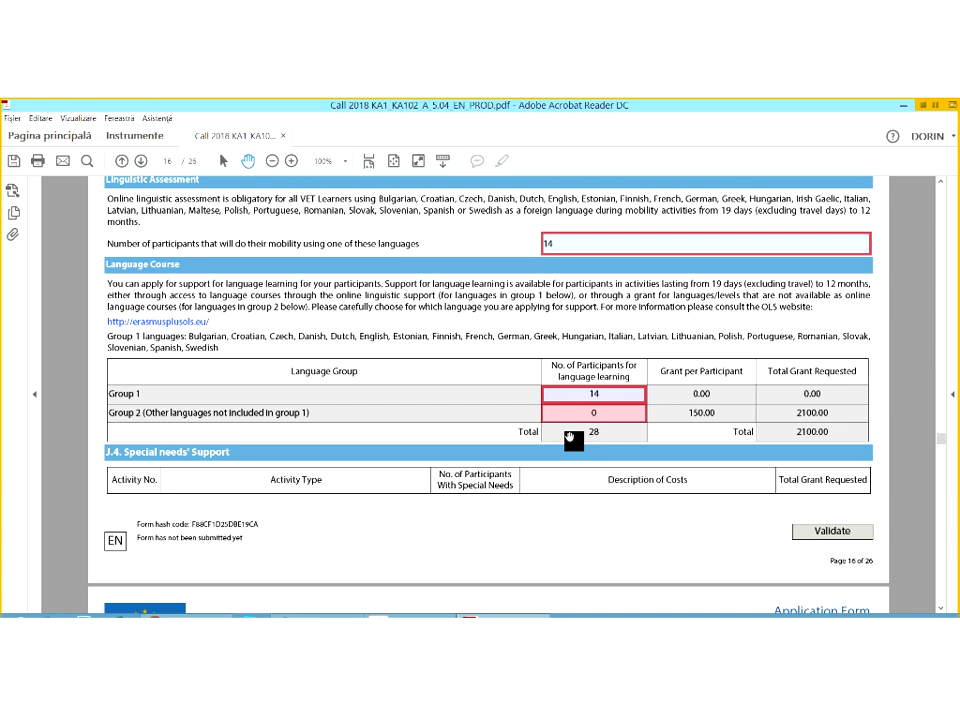 Call 2018 KA1_KA102_A_5.04_EN_PROD.pdf - Adobe Acrobat Reader DC
Fișier Editare Vizualizare Fereastră Asistență
Pagina principală Instrumente Call 2018 KA1_KA10... ×
DORIN
16 / 26 100%
Linguistic Assessment
Online linguistic assessment is obligatory for all VET Learners using Bulgarian, Croatian, Czech, Danish, Dutch, English, Estonian, Finnish, French, German, Greek, Hungarian, Irish Gaelic, Italian,
Latvian, Lithuanian, Maltese, Polish, Portuguese, Romanian, Slovak, Slovenian, Spanish or Swedish as a foreign language during mobility activities from 19 days (excluding travel days) to 12
months.
Number of participants that will do their mobility using one of these languages 14
Language Course
You can apply for support for language learning for your participants. Support for language learning is available for participants in activities lasting from 19 days (excluding travel) to 12 months,
either through access to language courses through the online linguistic support (for languages in group 1 below), or through a grant for languages/levels that are not available as online
language courses (for languages in group 2 below). Please carefully choose for which language you are applying for support. For more information please consult the OLS website:
http://erasmusplusols.eu/
Group 1 languages: Bulgarian, Croatian, Czech, Danish, Dutch, English, Estonian, Finnish, French, German, Greek, Hungarian, Italian, Latvian, Lithuanian, Polish, Portuguese, Romanian, Slovak,
Slovenian, Spanish, Swedish
Language Group No. of Participants for language learning Grant per Participant Total Grant Requested
Group 1 14 0.00 0.00
Group 2 (Other languages not included in group 1) 0 150.00 2100.00
Total 28 Total 2100.00
J.4. Special needs' Support
Activity No. Activity Type No. of Participants With Special Needs Description of Costs Total Grant Requested
Form hash code: F88CF1D25DBE19CA
EN Form has not been submitted yet
Validate
Page 16 of 26
Application Form